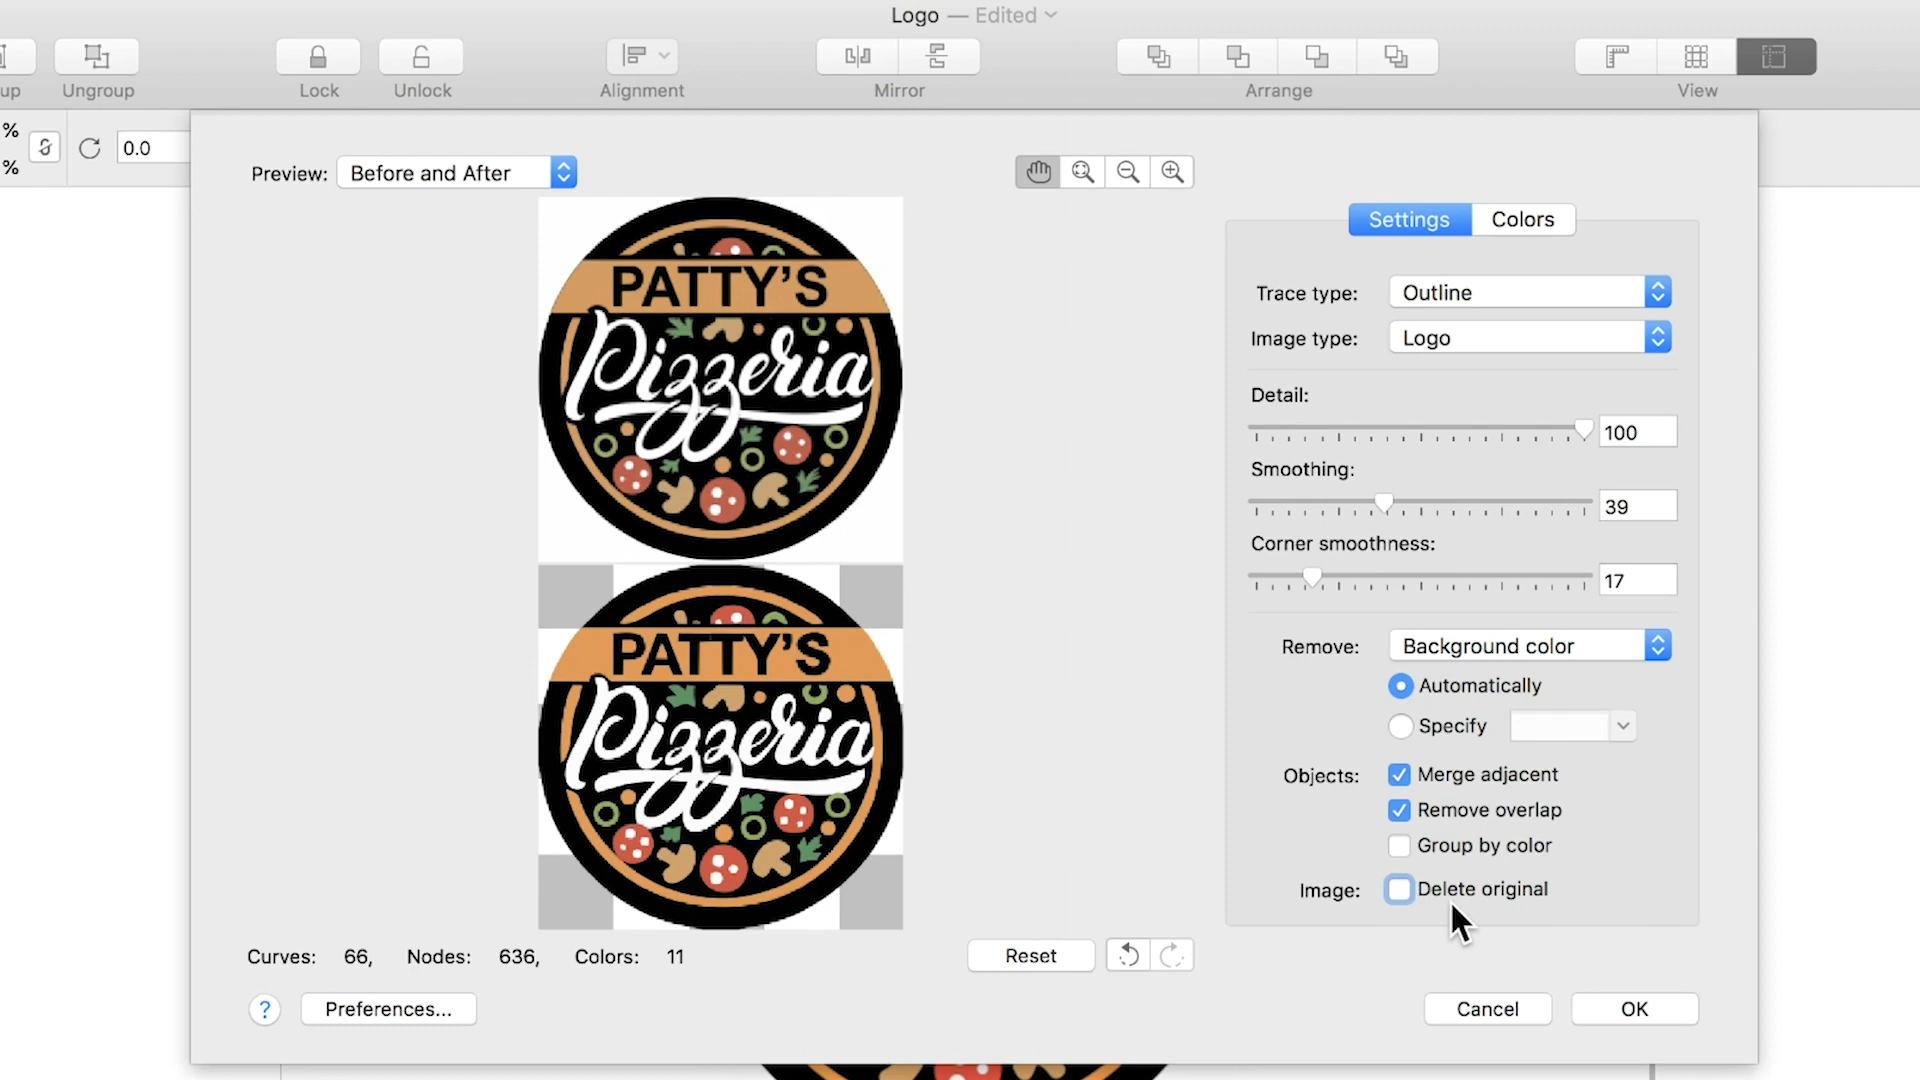 Logo — Edited
up
Ungroup
Lock
Unlock
Alignment
Mirror
Arrange
View
%
%
0.0
Preview:
Before and After
PATTY'S
Pizzeria
PATTY'S
Pizzeria
Settings
Colors
Trace type:
Outline
Image type:
Logo
Detail:
100
Smoothing:
39
Corner smoothness:
17
Remove:
Background color
Automatically
Specify
Objects:
Merge adjacent
Remove overlap
Group by color
Image:
Delete original
Curves: 66, Nodes: 636, Colors: 11
Reset
?
Preferences...
Cancel
OK